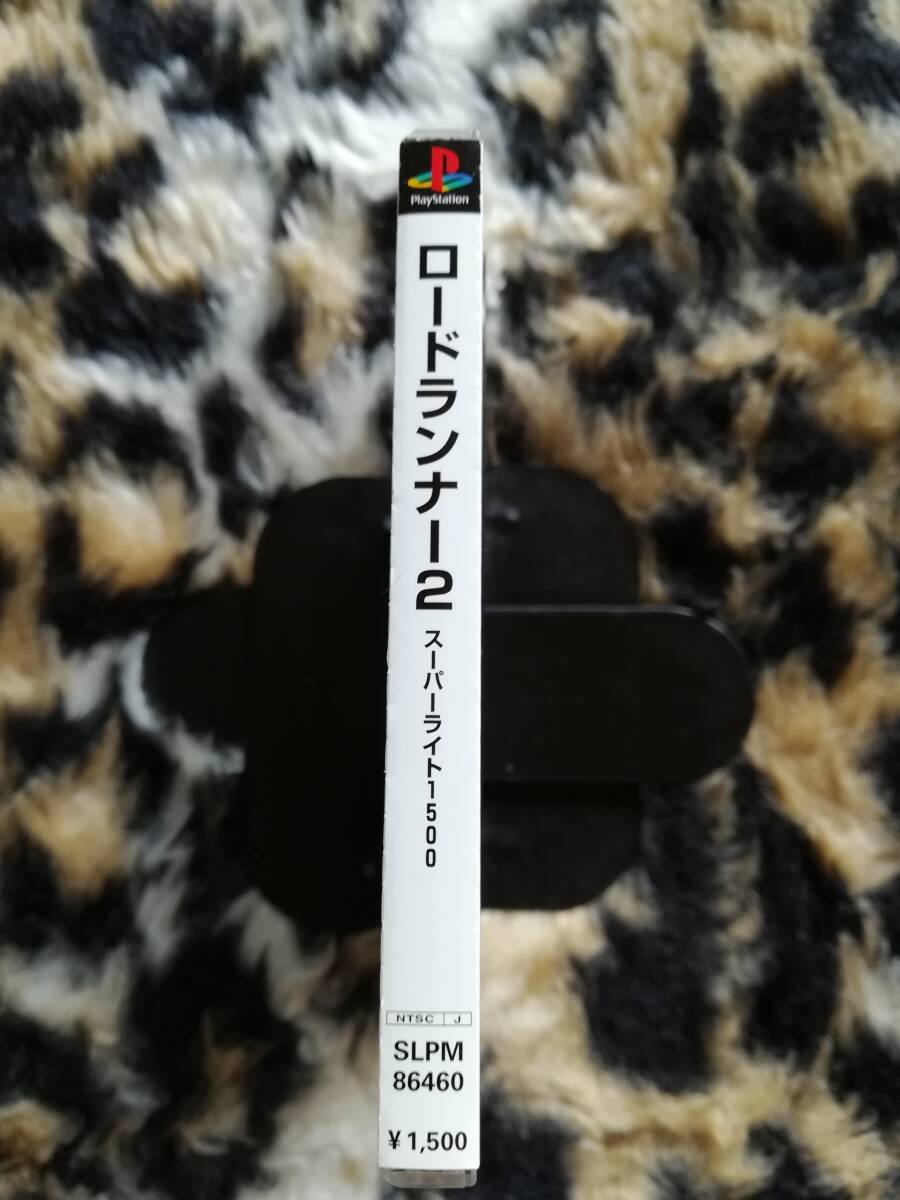 PlayStation
ロードランナー2
スーパーライト1500
NTSC J
SLPM
86460
¥1,500